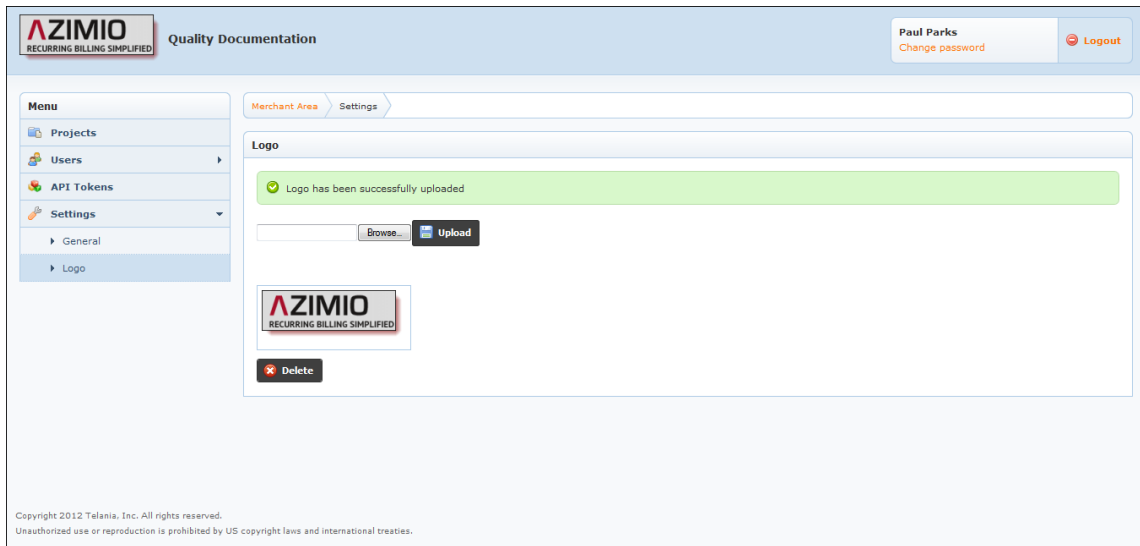 AZIMIO
RECURRING BILLING SIMPLIFIED
Quality Documentation
Paul Parks
Change password
Logout
Menu
Projects
Users
API Tokens
Settings
General
Logo
Merchant Area
Settings
Logo
Logo has been successfully uploaded
Browse...
Upload
AZIMIO
RECURRING BILLING SIMPLIFIED
Delete
Copyright 2012 Telania, Inc. All rights reserved.
Unauthorized use or reproduction is prohibited by US copyright laws and international treaties.